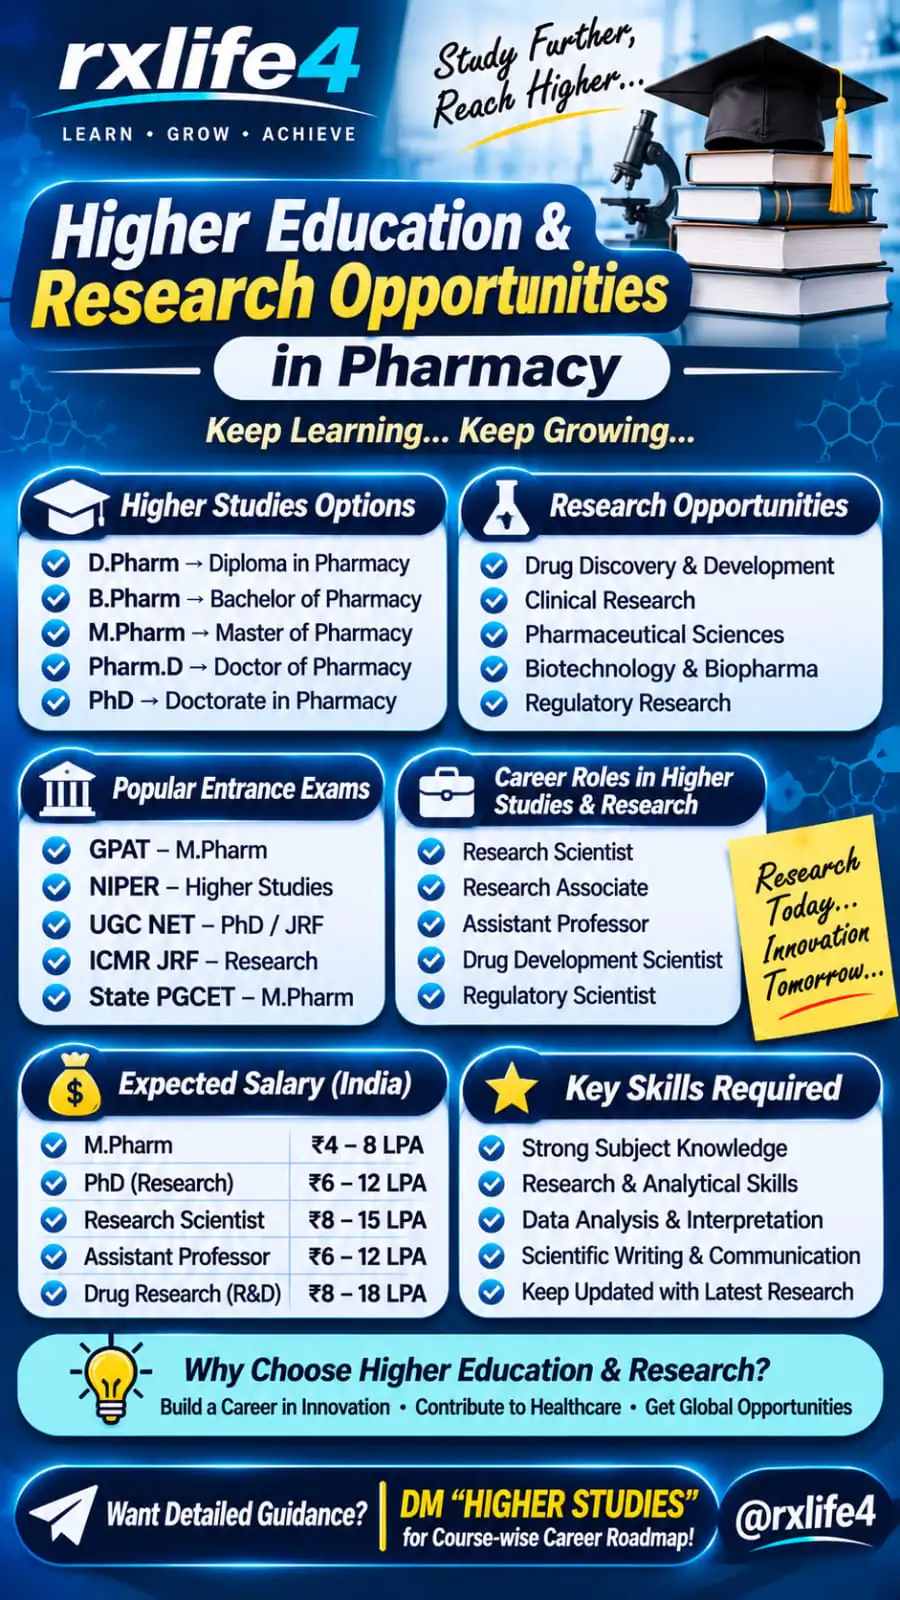 rxlife4
LEARN • GROW • ACHIEVE
Study Further,
Reach Higher...
Higher Education &
Research Opportunities
in Pharmacy
Keep Learning... Keep Growing...
Higher Studies Options
D.Pharm → Diploma in Pharmacy
B.Pharm → Bachelor of Pharmacy
M.Pharm → Master of Pharmacy
Pharm.D → Doctor of Pharmacy
PhD → Doctorate in Pharmacy
Research Opportunities
Drug Discovery & Development
Clinical Research
Pharmaceutical Sciences
Biotechnology & Biopharma
Regulatory Research
Popular Entrance Exams
GPAT – M.Pharm
NIPER – Higher Studies
UGC NET – PhD / JRF
ICMR JRF – Research
State PGCET – M.Pharm
Career Roles in Higher
Studies & Research
Research Scientist
Research Associate
Assistant Professor
Drug Development Scientist
Regulatory Scientist
Research
Today...
Innovation
Tomorrow...
$
Expected Salary (India)
M.Pharm ₹4 – 8 LPA
PhD (Research) ₹6 – 12 LPA
Research Scientist ₹8 – 15 LPA
Assistant Professor ₹6 – 12 LPA
Drug Research (R&D) ₹8 – 18 LPA
Key Skills Required
Strong Subject Knowledge
Research & Analytical Skills
Data Analysis & Interpretation
Scientific Writing & Communication
Keep Updated with Latest Research
Why Choose Higher Education & Research?
Build a Career in Innovation • Contribute to Healthcare • Get Global Opportunities
Want Detailed Guidance?
DM “HIGHER STUDIES”
for Course-wise Career Roadmap!
@rxlife4